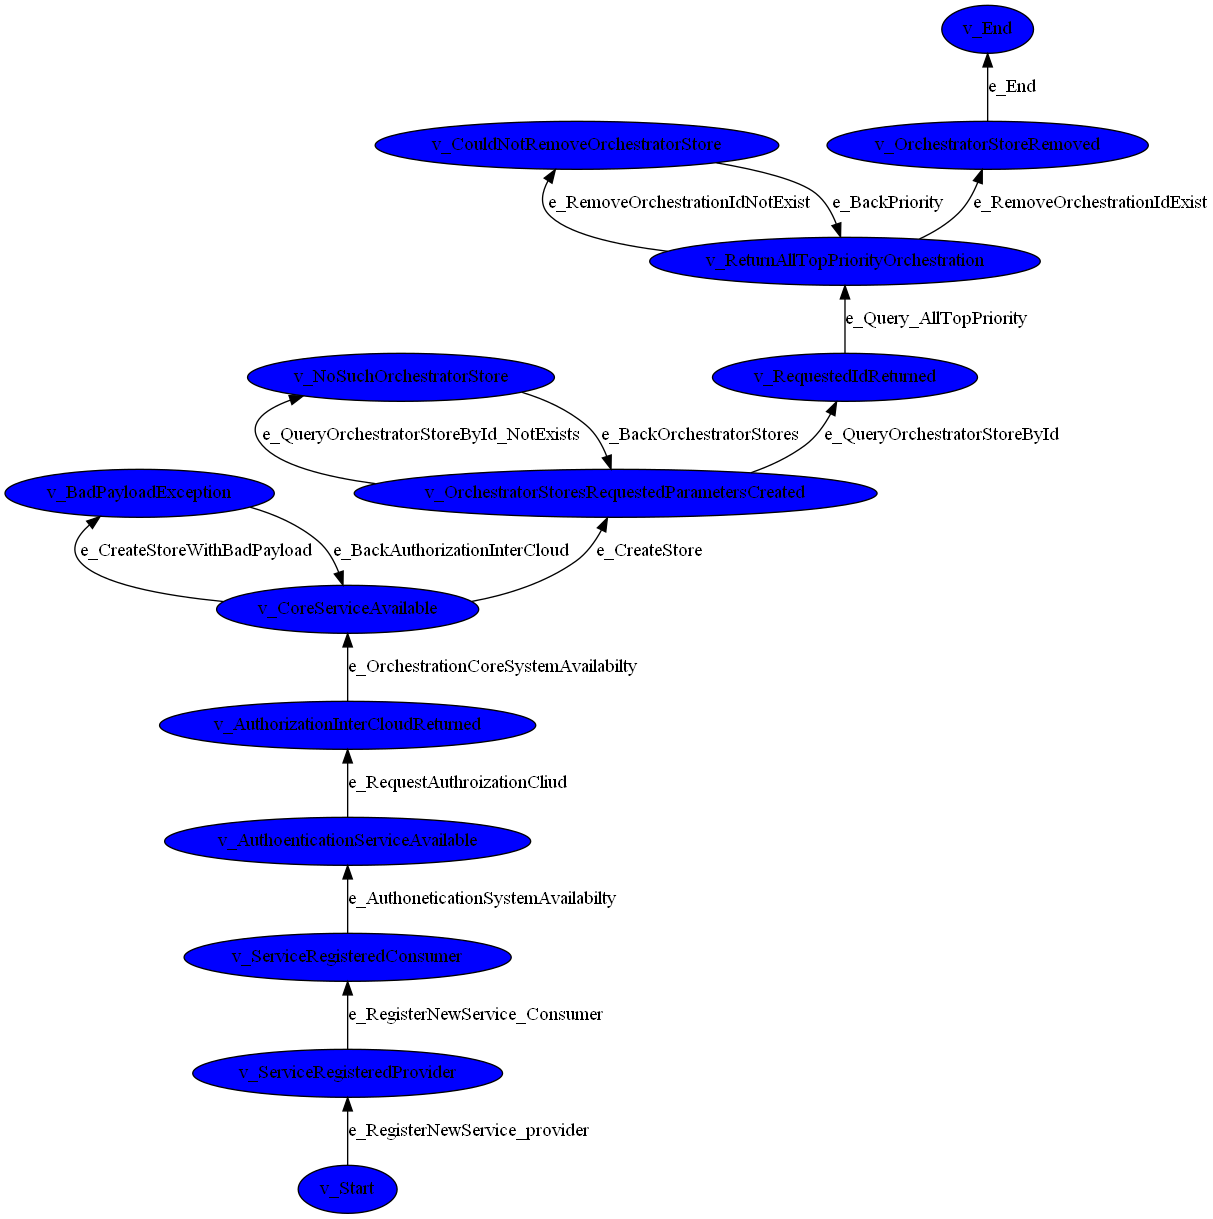 v_End
e_End
v_CouldNotRemoveOrchestratorStore
v_OrchestratorStoreRemoved
e_RemoveOrchestrationIdNotExist
e_BackPriority
e_RemoveOrchestrationIdExist
v_ReturnAllTopPriorityOrchestration
e_Query_AllTopPriority
v_NoSuchOrchestratorStore
v_RequestedIdReturned
e_QueryOrchestratorStoreById_NotExists
e_BackOrchestratorStores
e_QueryOrchestratorStoreById
v_BadPayloadException
v_OrchestratorStoresRequestedParametersCreated
e_CreateStoreWithBadPayload
e_BackAuthorizationInterCloud
e_CreateStore
v_CoreServiceAvailable
e_OrchestrationCoreSystemAvailabilty
v_AuthorizationInterCloudReturned
e_RequestAuthroizationCliud
v_AuthoenticationServiceAvailable
e_AuthoneticationSystemAvailabilty
v_ServiceRegisteredConsumer
e_RegisterNewService_Consumer
v_ServiceRegisteredProvider
e_RegisterNewService_provider
v_Start